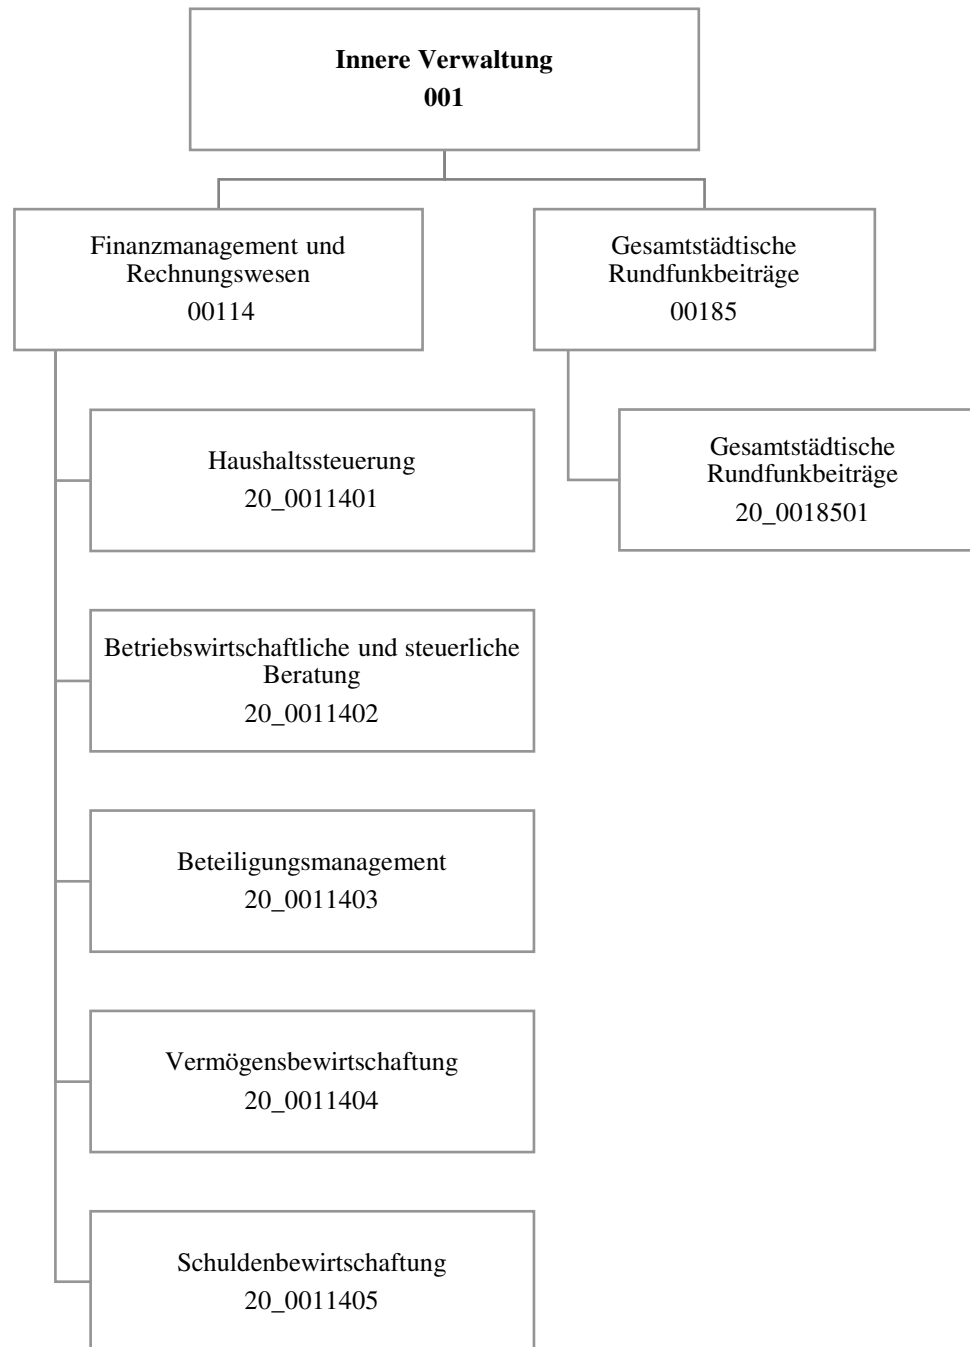 Innere Verwaltung
001
Finanzmanagement und
Rechnungswesen
00114
Gesamtstädtische
Rundfunkbeiträge
00185
Haushaltssteuerung
20_0011401
Gesamtstädtische
Rundfunkbeiträge
20_0018501
Betriebswirtschaftliche und steuerliche
Beratung
20_0011402
Beteiligungsmanagement
20_0011403
Vermögensbewirtschaftung
20_0011404
Schuldenbewirtschaftung
20_0011405